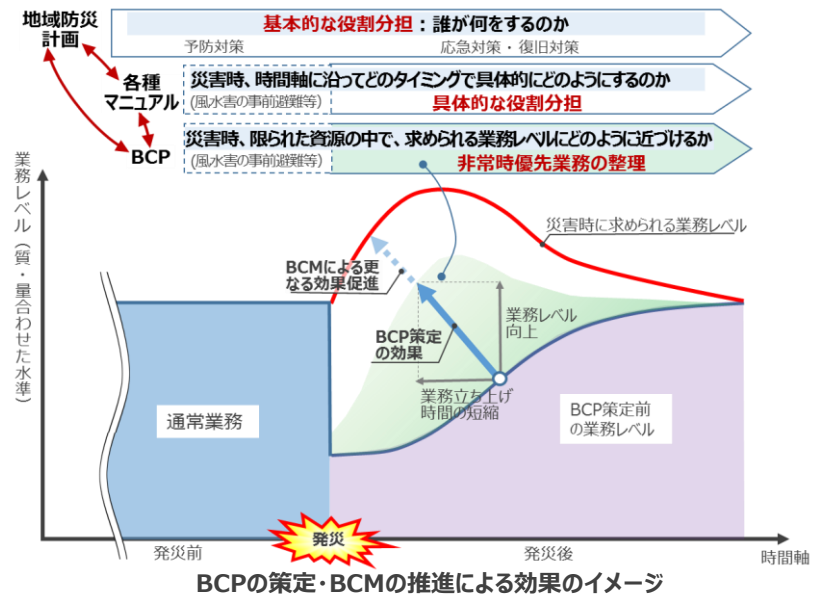 地域防災
計画
基本的な役割分担：誰が何をするのか
予防対策
応急対策・復旧対策
各種
マニュアル
災害時、時間軸に沿ってどのタイミングで具体的にどのようにするのか
(風水害の事前避難等)
具体的な役割分担
BCP
災害時、限られた資源の中で、求められる業務レベルにどのように近づけるか
(風水害の事前避難等)
非常時優先業務の整理
業務レベル（質・量合わせた水準）
災害時に求められる業務レベル
BCMによる更
なる効果促進
業務レベル
向上
BCP策定
の効果
業務立ち上げ
時間の短縮
通常業務
BCP策定前
の業務レベル
発災
発災前
発災後
時間軸
BCPの策定・BCMの推進による効果のイメージ